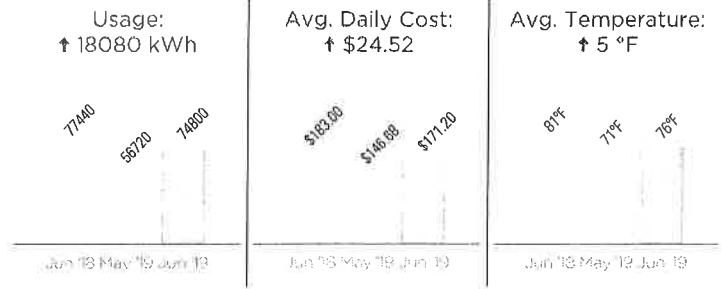 Usage:
↑ 18080 kWh
77440
56720
74800
Jun '18 May '19 Jun '19
Avg. Daily Cost:
↑ $24.52
$183.00
$146.68
$171.20
Jun '18 May '19 Jun '19
Avg. Temperature:
↑ 5 °F
81°F
71°F
76°F
Jun '18 May '19 Jun '19